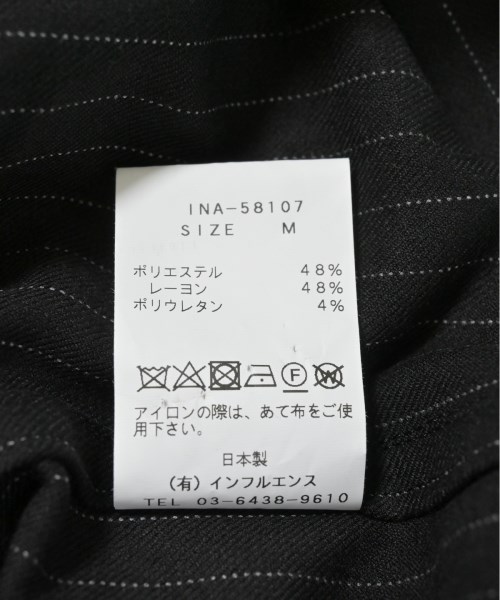 INA-58107
SIZE M
ポリエステル 48%
レーヨン 48%
ポリウレタン 4%
アイロンの際は、あて布をご使
用下さい。
日本製
(有)インフルエンス
TEL 03-6438-9610